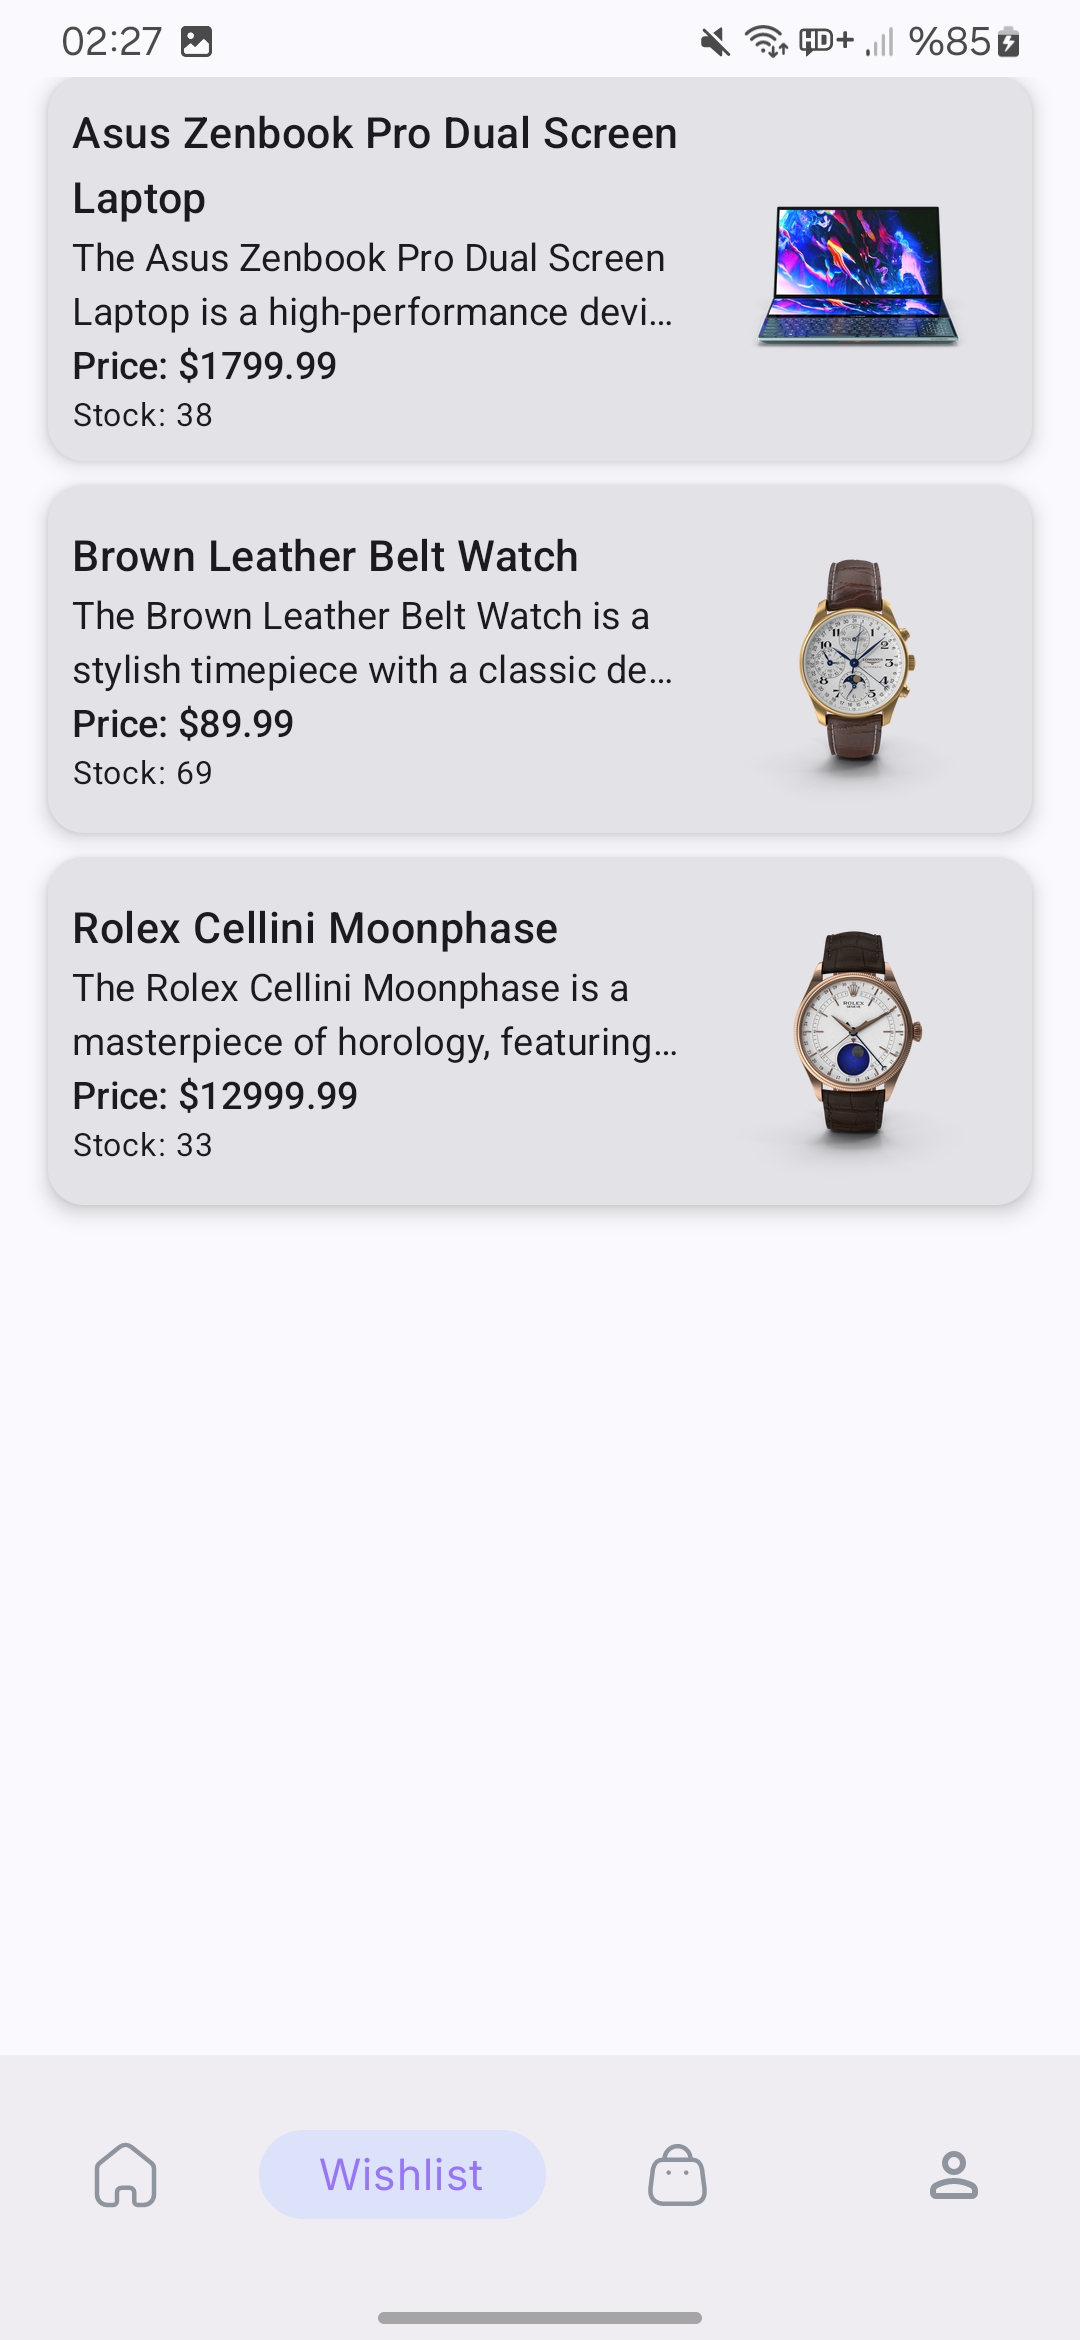 02:27 HD+ %85
Asus Zenbook Pro Dual Screen
Laptop
The Asus Zenbook Pro Dual Screen
Laptop is a high-performance devi…
Price: $1799.99
Stock: 38
Brown Leather Belt Watch
The Brown Leather Belt Watch is a
stylish timepiece with a classic de…
Price: $89.99
Stock: 69
Rolex Cellini Moonphase
The Rolex Cellini Moonphase is a
masterpiece of horology, featuring…
Price: $12999.99
Stock: 33
ROLEX
Wishlist